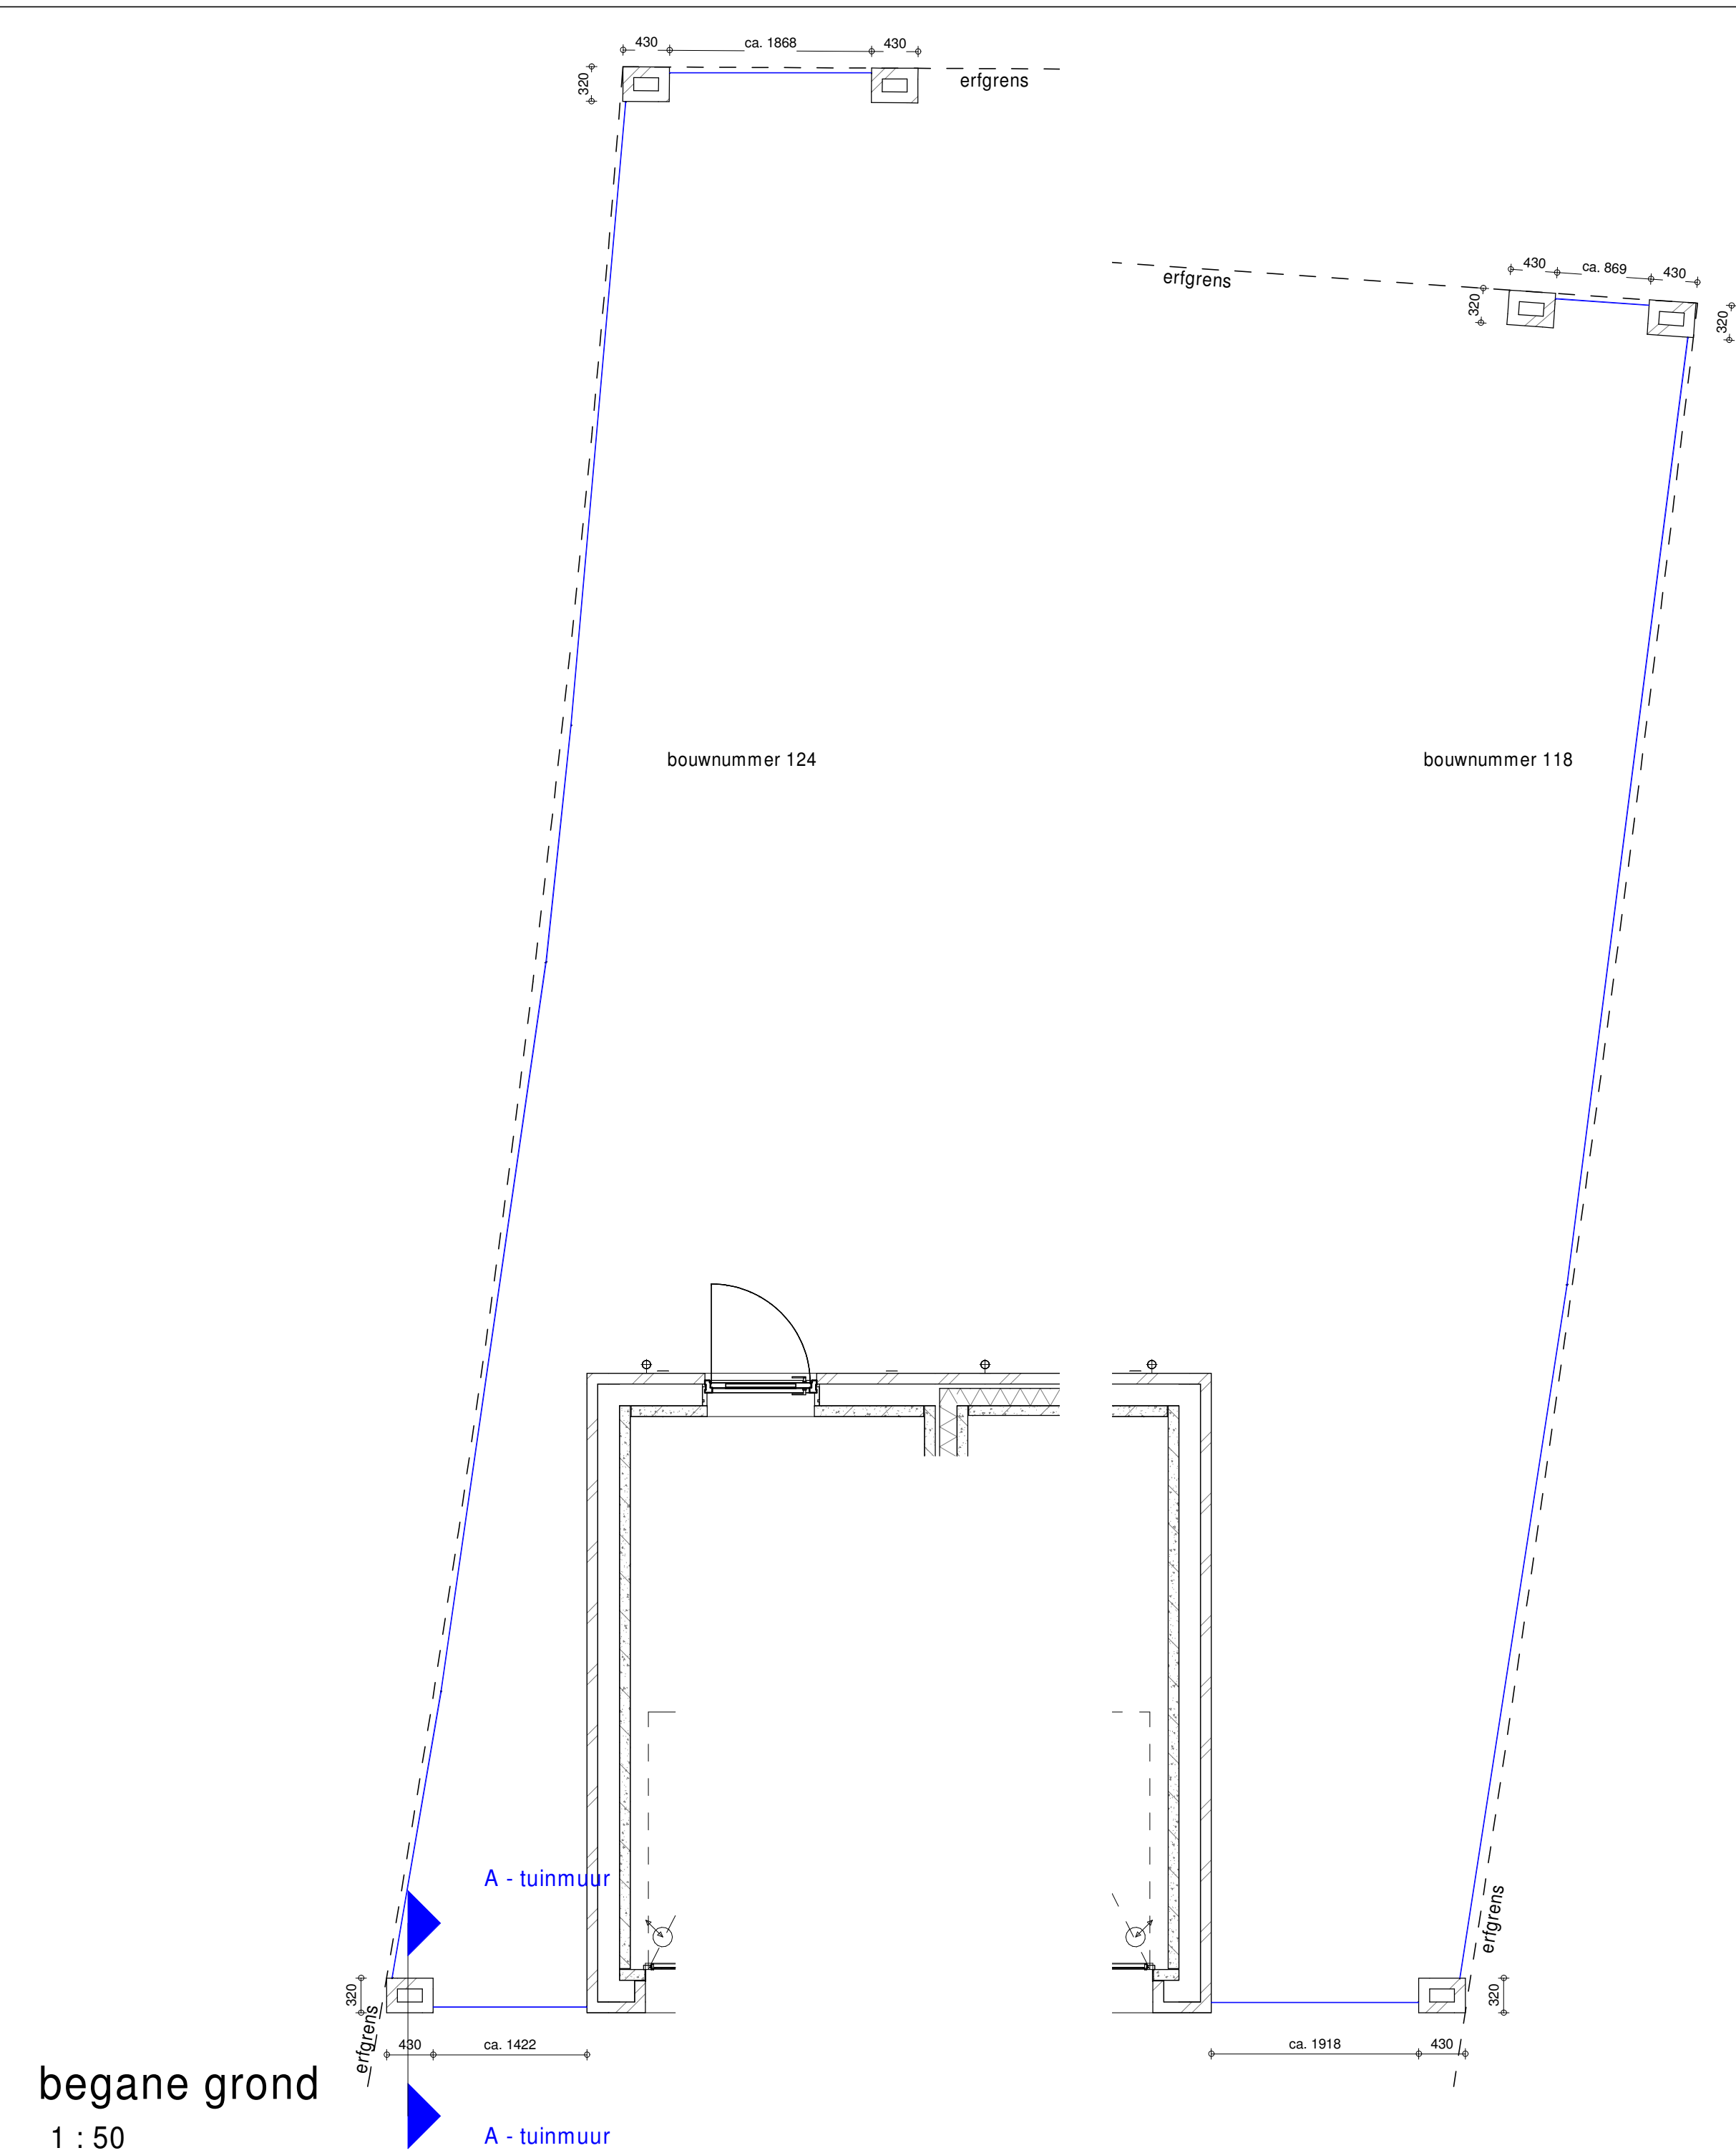 430
ca. 1868
430
320
erfgrens
erfgrens
430
ca. 869
430
320
320
bouwnummer 124
bouwnummer 118
A - tuinmuur
erfgrens
320
320
erfgrens
430
ca. 1422
ca. 1918
430
begane grond
1 : 50
A - tuinmuur